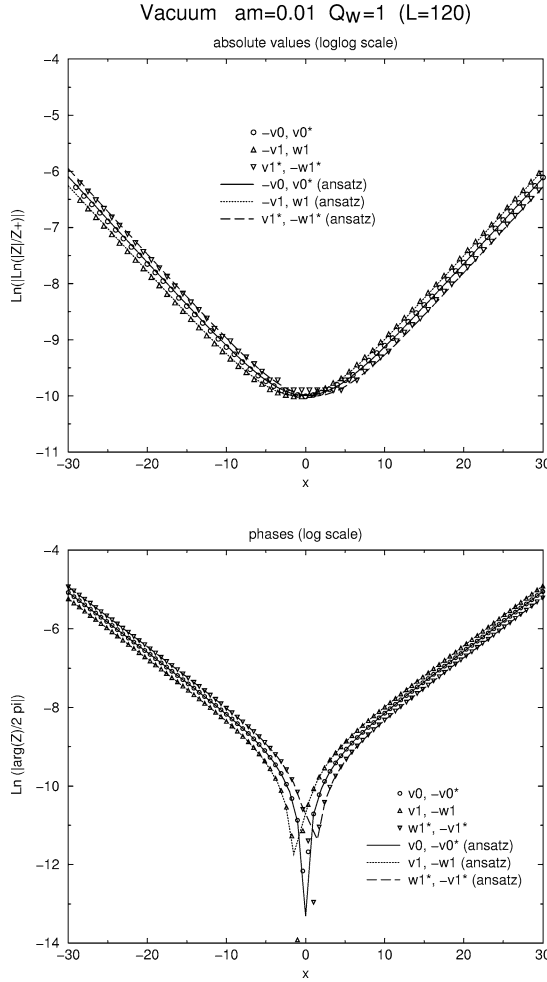 Vacuum am=0.01 Qw=1 (L=120)
absolute values (loglog scale)
−4
−5
−6
−7
−8
−9
−10
−11
Ln(|Ln(|Z|/Z+)|)
−v0, v0*
−v1, w1
v1*, −w1*
−v0, v0* (ansatz)
−v1, w1 (ansatz)
v1*, −w1* (ansatz)
−30 −20 −10 0 10 20 30
x
phases (log scale)
−4
−6
−8
−10
−12
−14
Ln (|arg(Z)/2 pi|)
v0, −v0*
v1, −w1
w1*, −v1*
v0, −v0* (ansatz)
v1, −w1 (ansatz)
w1*, −v1* (ansatz)
−30 −20 −10 0 10 20 30
x